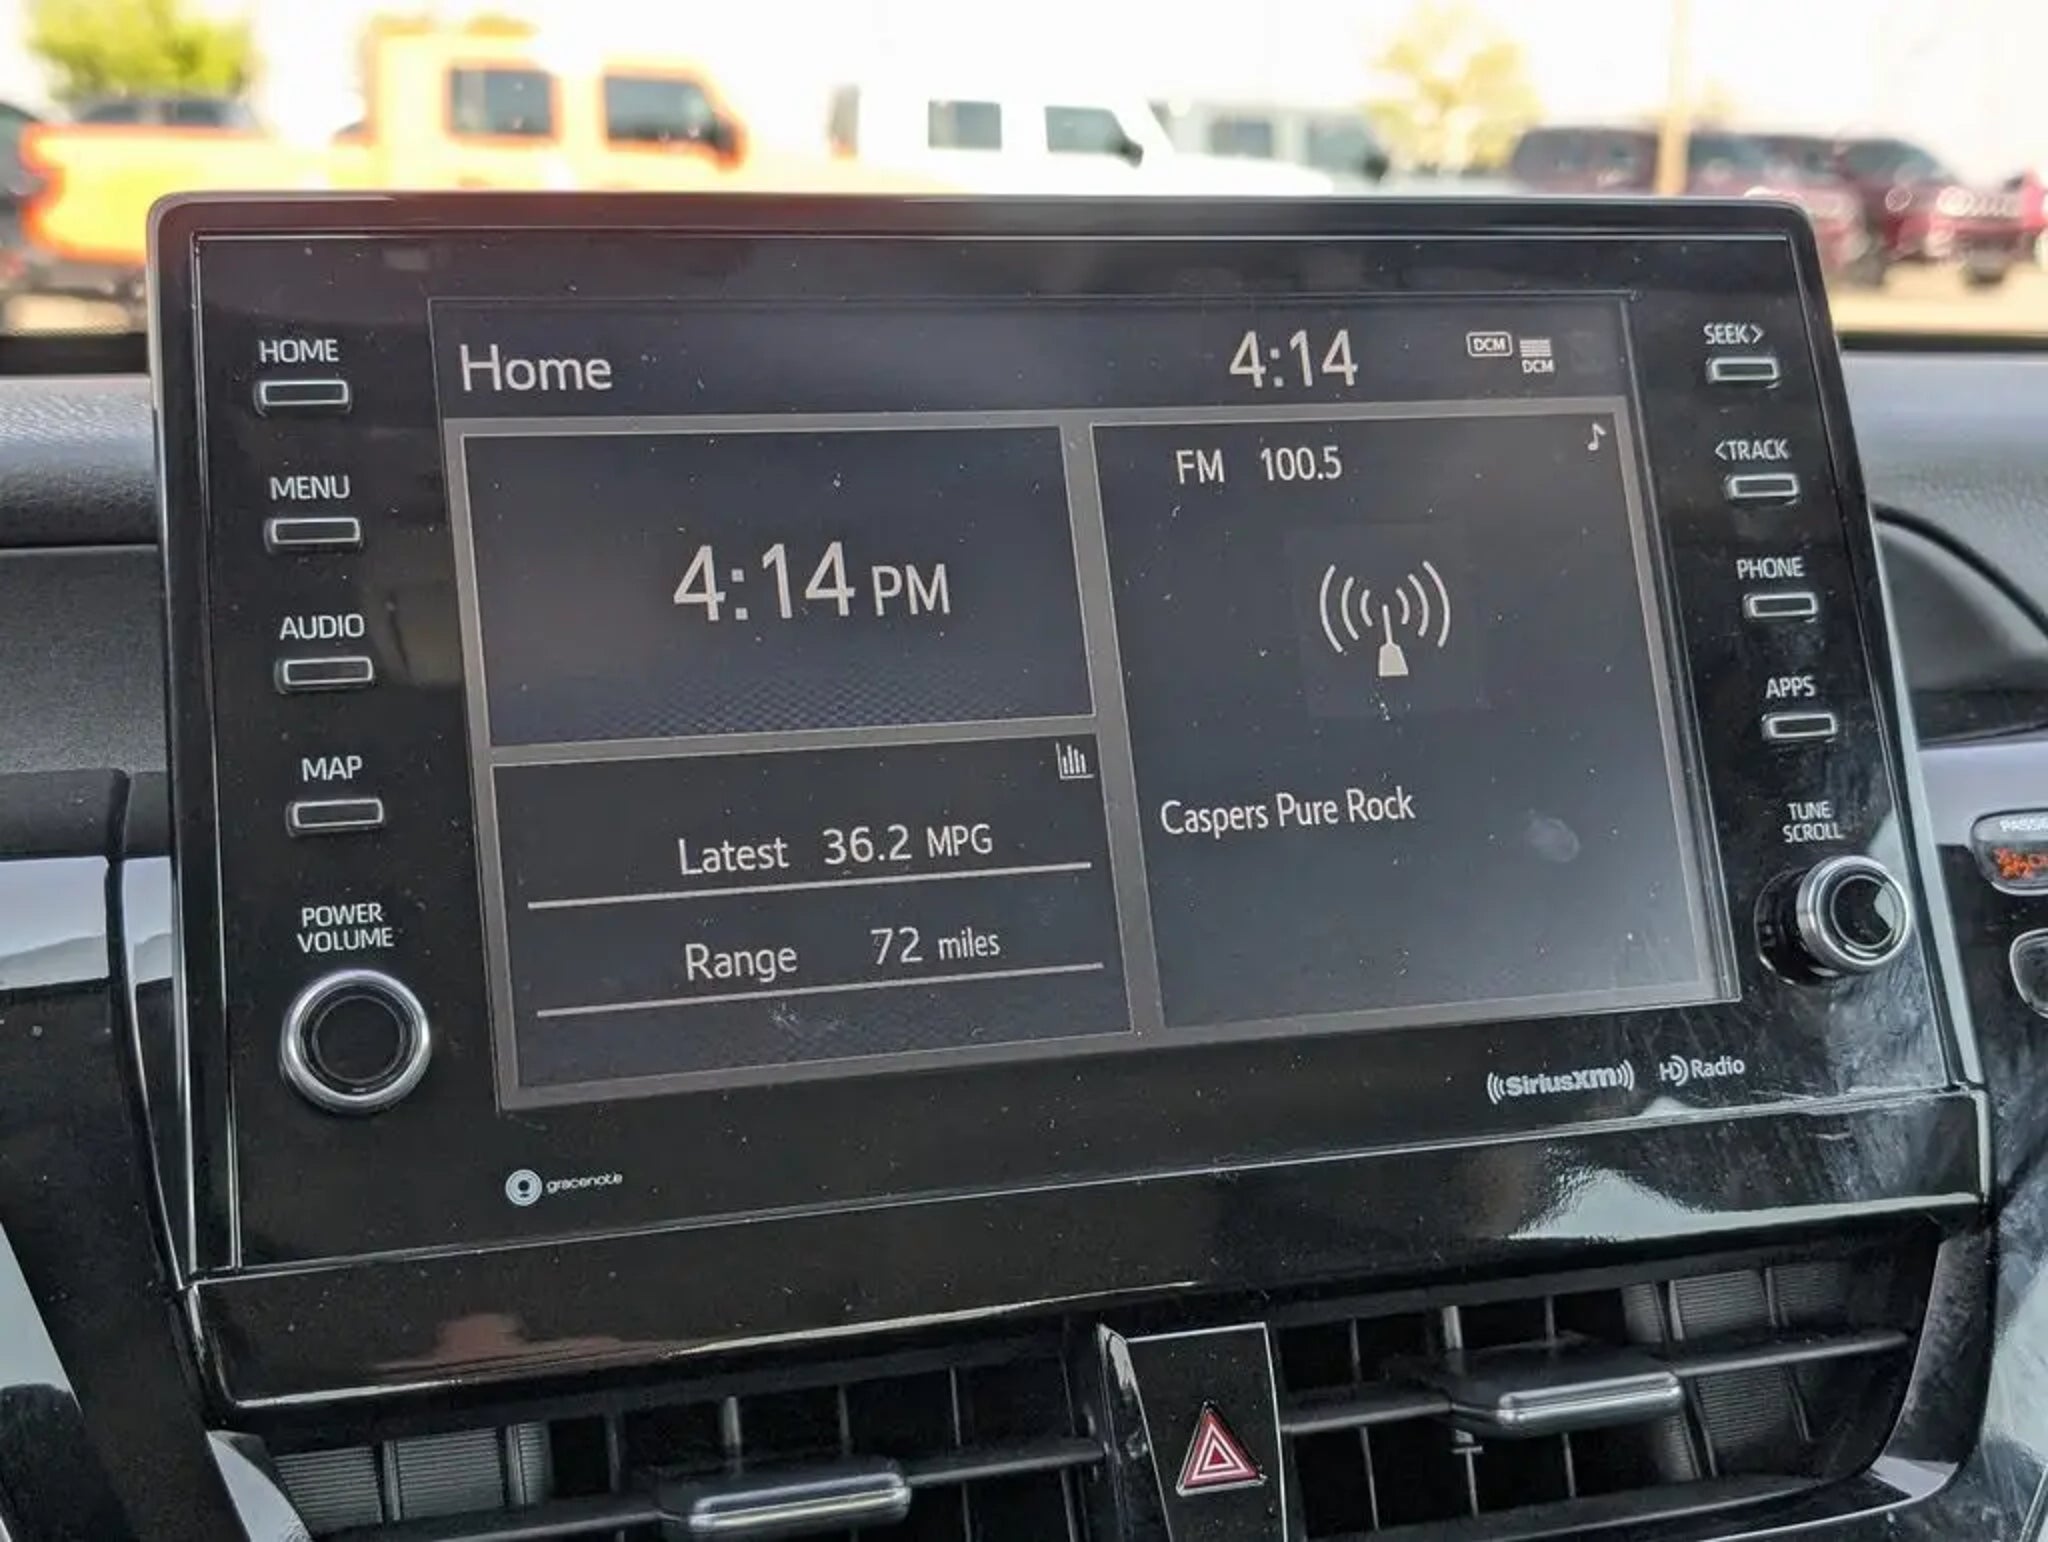 HOME
MENU
AUDIO
MAP
POWER
VOLUME
Home
4:14
DCM
DCM
4:14 PM
Latest 36.2 MPG
Range 72 miles
FM 100.5
Caspers Pure Rock
SEEK>
<TRACK
PHONE
APPS
TUNE
SCROLL
gracenote
((SiriusXM))
HD Radio